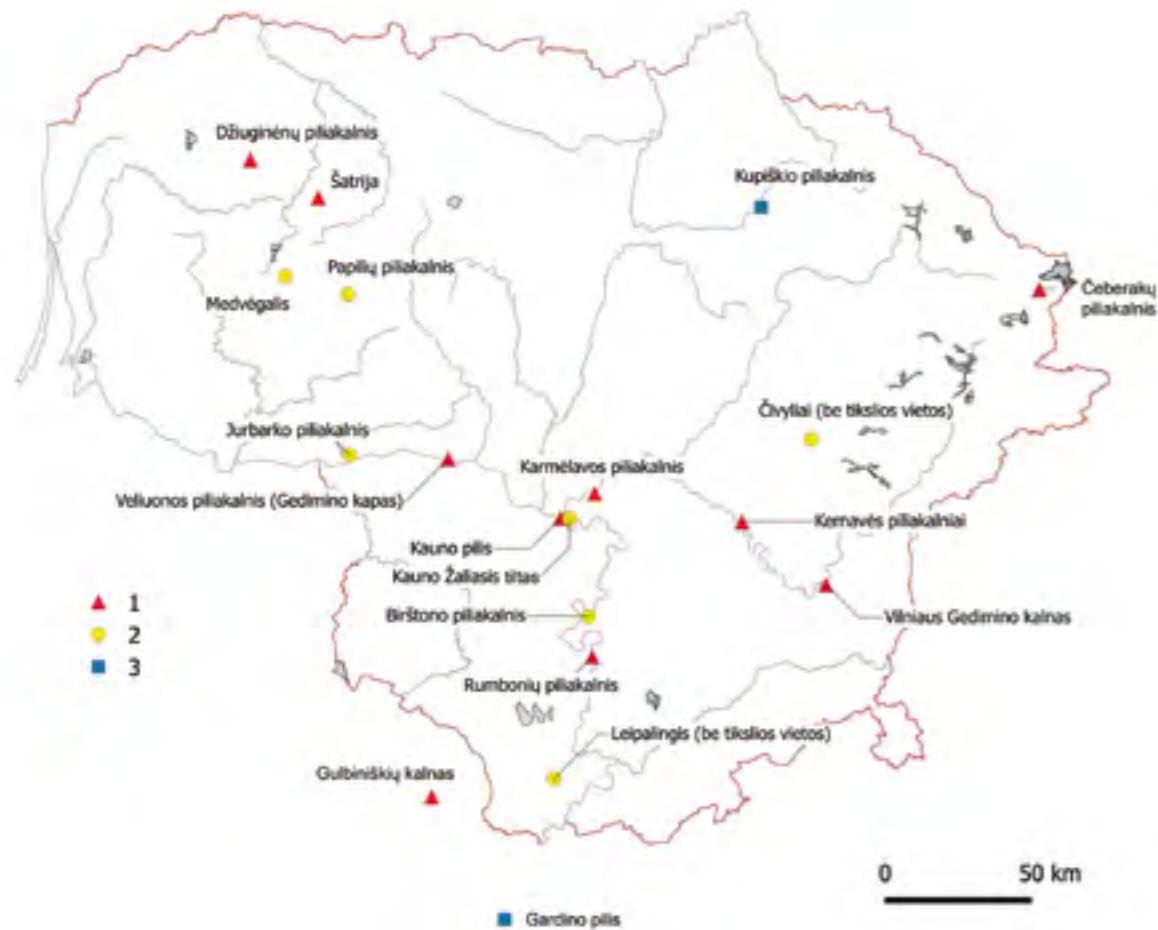 Džiuginėnų piliakalnis
Šatrija
Kupiškio piliakalnis
Papilių piliakalnis
Medvėgalis
Čeberakų
piliakalnis
Čivyliai (be tikslios vietos)
Jurbarko piliakalnis
Karmėlavos piliakalnis
Veliuonos piliakalnis (Gedimino kapas)
Kernavės piliakalniai
Kauno pilis
Kauno Žaliasis tiltas
1
Birštono piliakalnis
Vilniaus Gedimino kalnas
2
3
Rumbonių piliakalnis
Leipalingis (be tikslios vietos)
Gulbiniškių kalnas
0 50 km
Gardino pilis